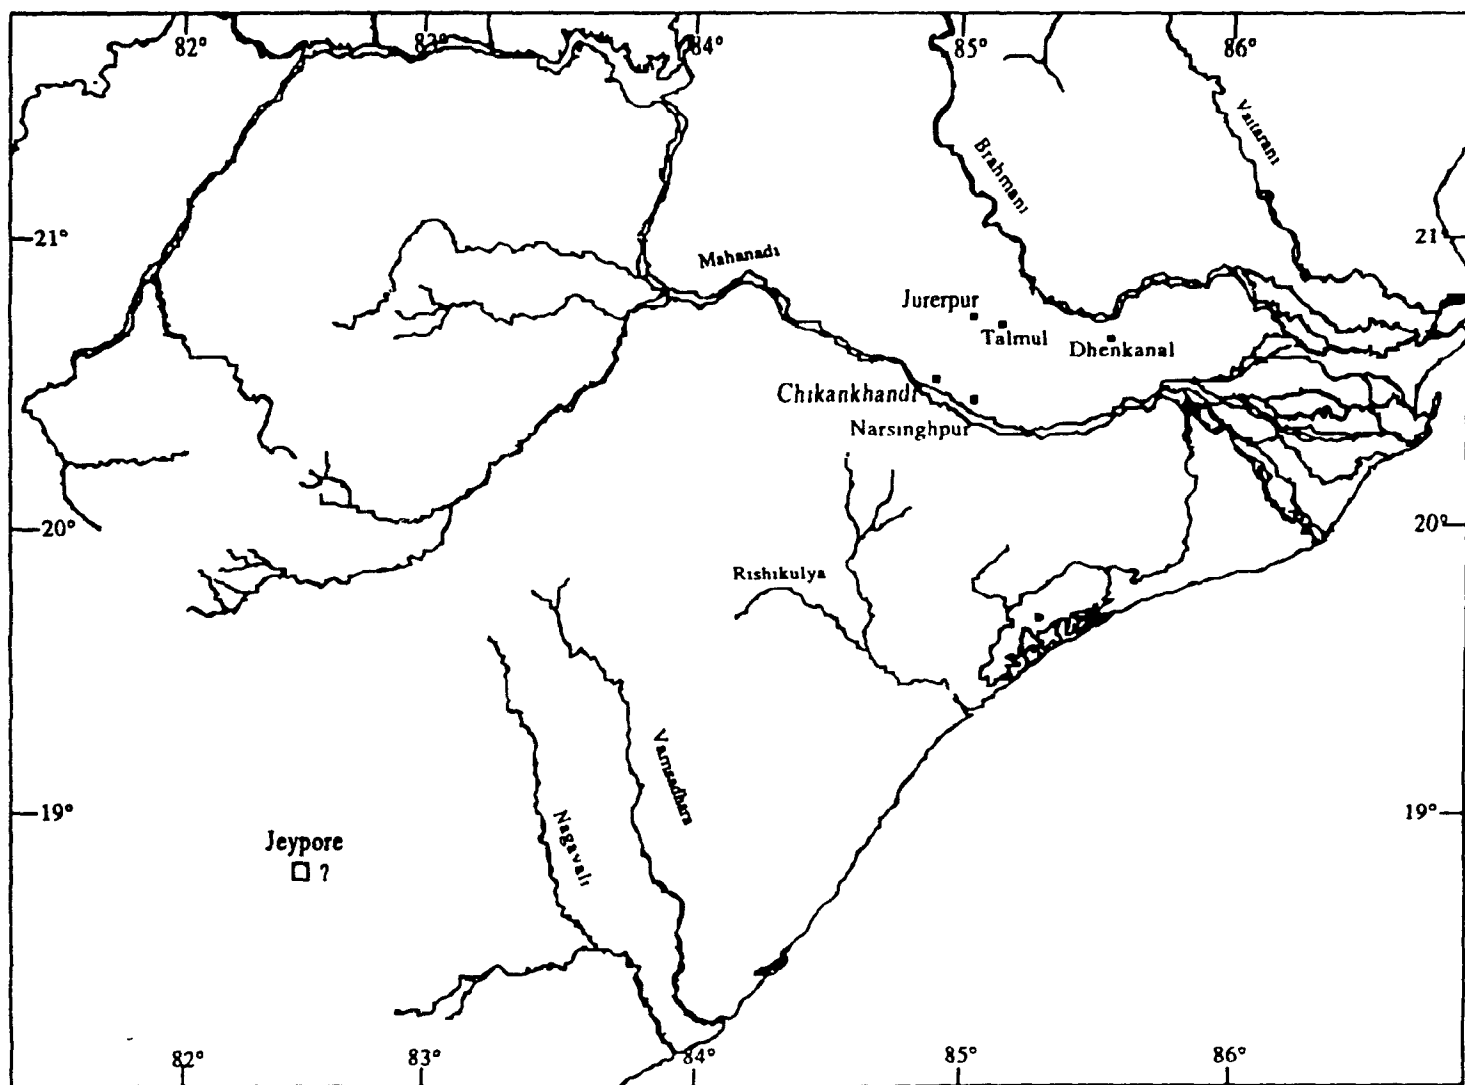 82°
83°
84°
85°
86°
Vaitarani
Brahmani
21°
21°
Mahanadi
Jurerpur
Talmul
Dhenkanal
Chikankhandi
Narsinghpur
20°
20°
Rishikulya
Vamsadhara
19°
19°
Nagavali
Jeypore
?
82°
83°
84°
85°
86°